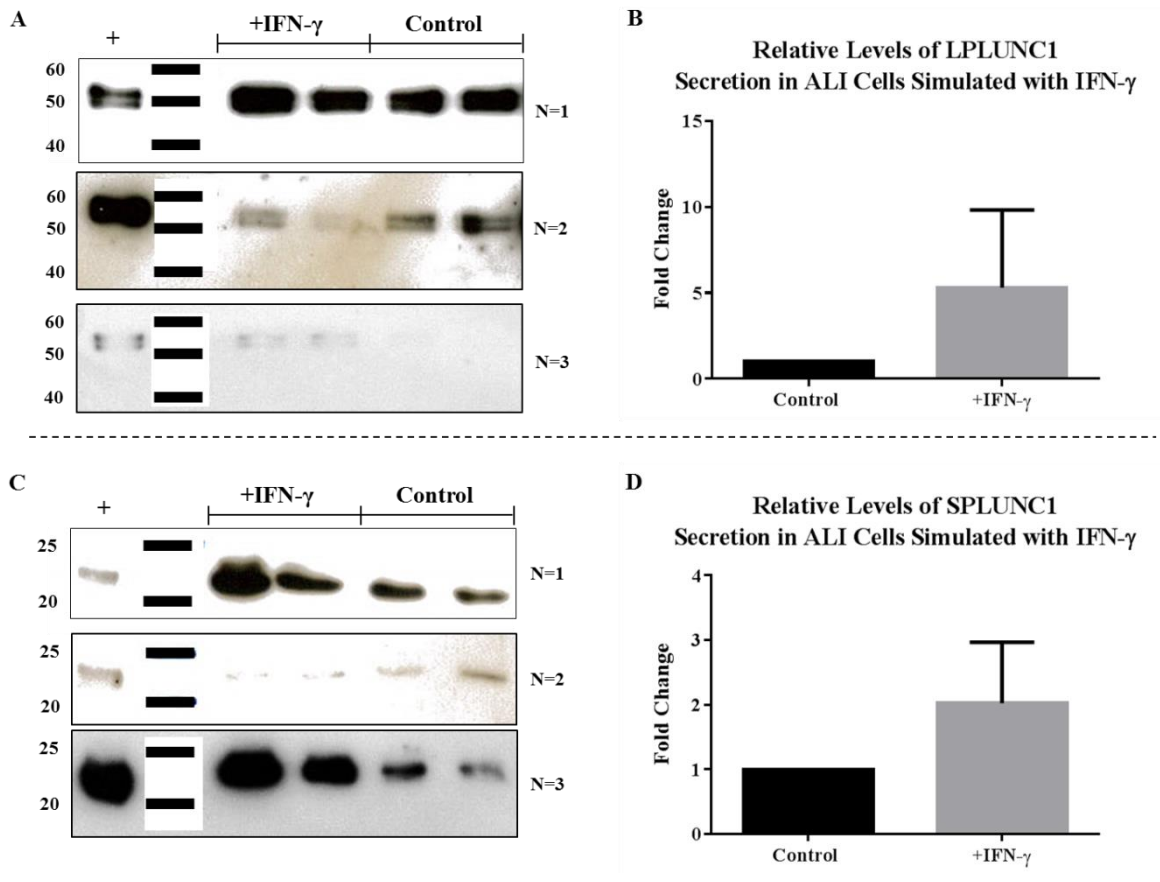 A
+
+IFN-γ
Control
60
50
40
N=1
60
50
40
N=2
60
50
40
N=3
B
Relative Levels of LPLUNC1
Secretion in ALI Cells Simulated with IFN-γ
Fold Change
15
10
5
0
Control
+IFN-γ
C
+
+IFN-γ
Control
25
20
N=1
25
20
N=2
25
20
N=3
D
Relative Levels of SPLUNC1
Secretion in ALI Cells Simulated with IFN-γ
Fold Change
4
3
2
1
0
Control
+IFN-γ